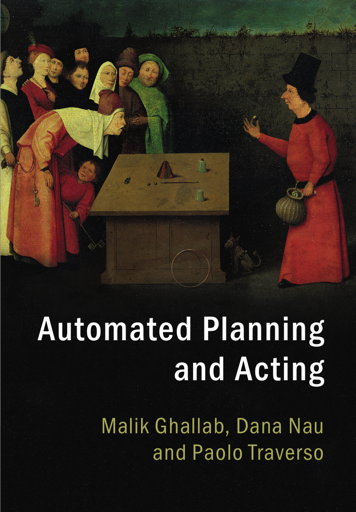 Automated Planning
and Acting
Malik Ghallab, Dana Nau
and Paolo Traverso